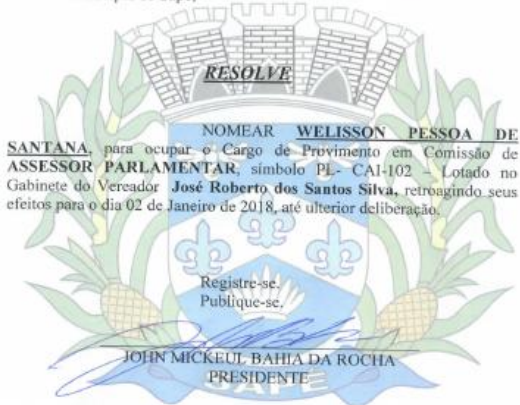 RESOLVE
NOMEAR WELISSON PESSOA DE
SANTANA, para ocupar o Cargo de Provimento em Comissão de
ASSESSOR PARLAMENTAR, símbolo PL- CAI-102 - Lotado no
Gabinete do Vereador José Roberto dos Santos Silva, retroagindo seus
efeitos para o dia 02 de Janeiro de 2018, até ulterior deliberação.
Registre-se.
Publique-se.
JOHN MICKEUL BAHIA DA ROCHA
PRESIDENTE
SAPÉ